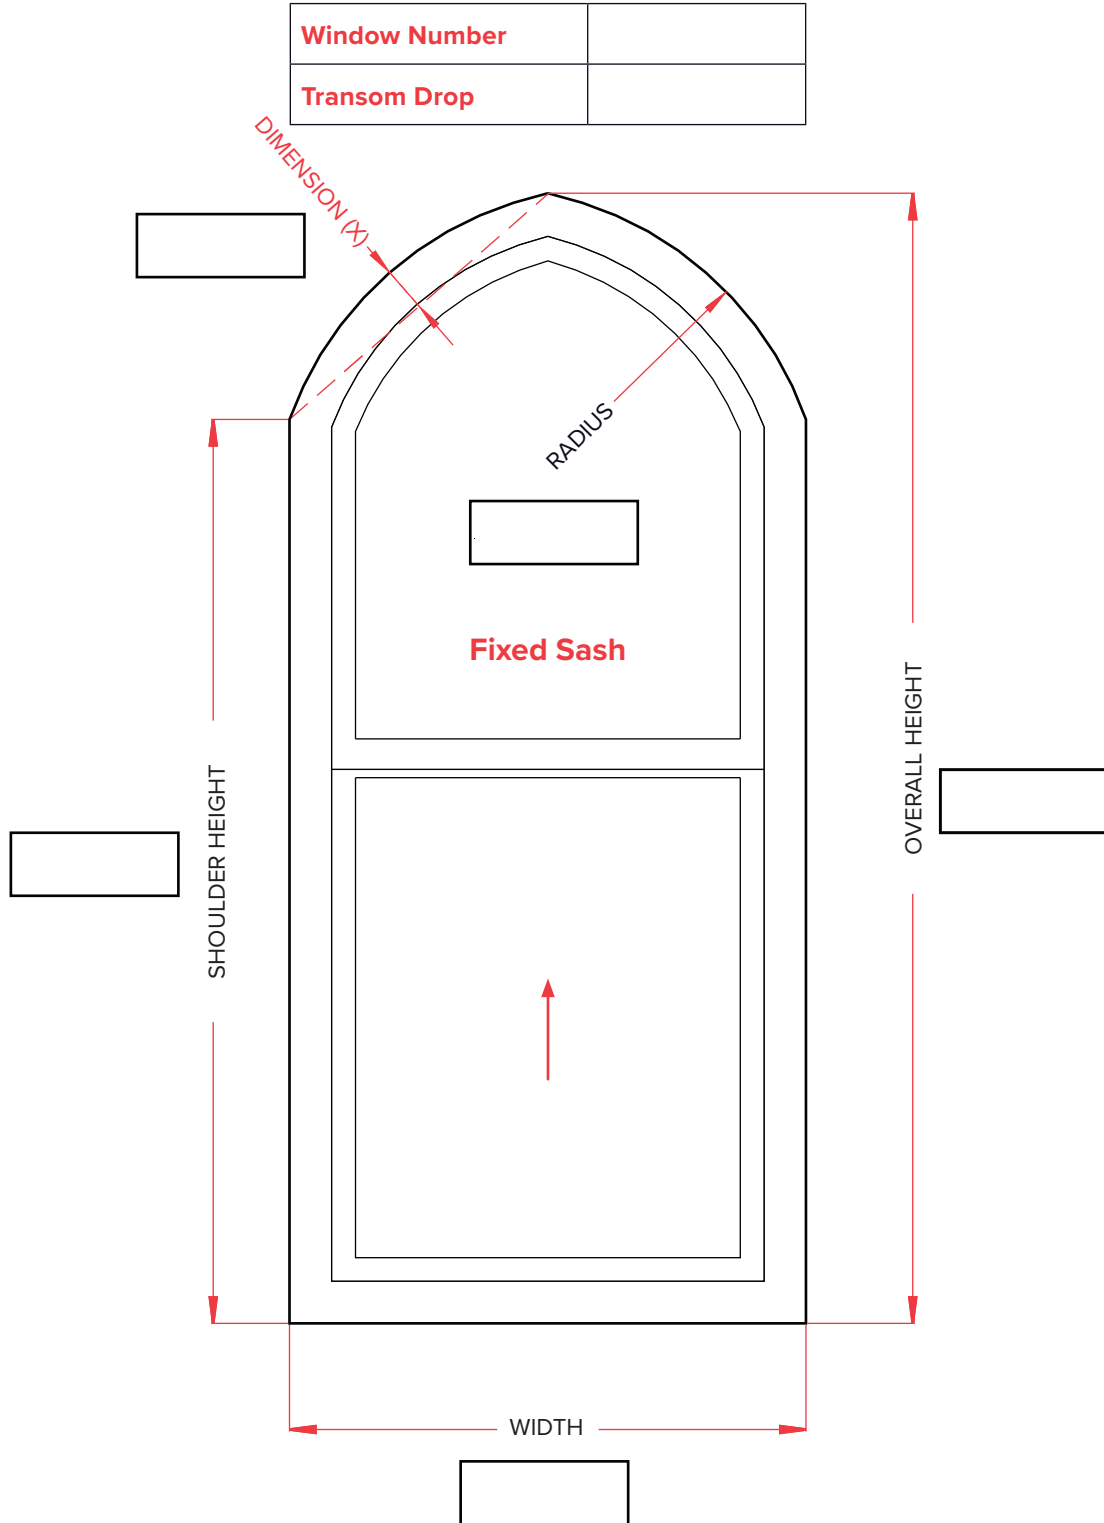 Window Number
Transom Drop
DIMENSION (X)
RADIUS
Fixed Sash
OVERALL HEIGHT
SHOULDER HEIGHT
WIDTH